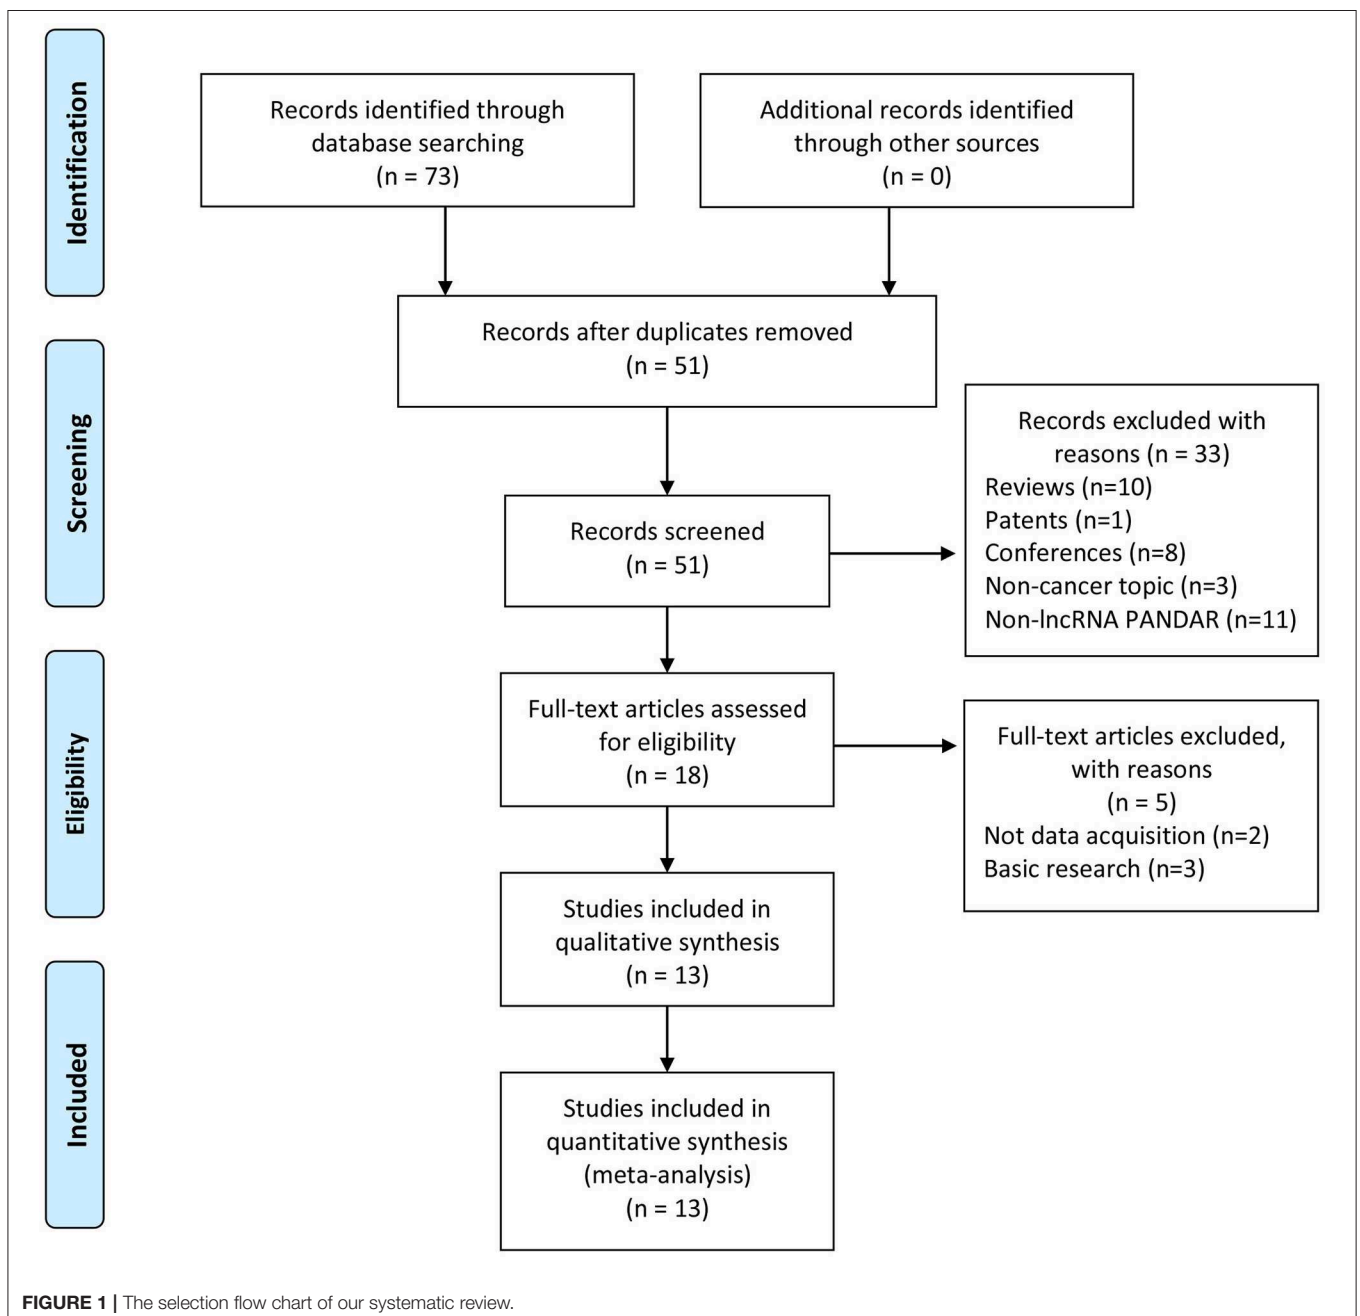 Identification
Records identified through
database searching
(n = 73)
Additional records identified
through other sources
(n = 0)
Records after duplicates removed
(n = 51)
Screening
Records screened
(n = 51)
Records excluded with
reasons (n = 33)
Reviews (n=10)
Patents (n=1)
Conferences (n=8)
Non-cancer topic (n=3)
Non-lncRNA PANDAR (n=11)
Eligibility
Full-text articles assessed
for eligibility
(n = 18)
Full-text articles excluded,
with reasons
(n = 5)
Not data acquisition (n=2)
Basic research (n=3)
Studies included in
qualitative synthesis
(n = 13)
Included
Studies included in
quantitative synthesis
(meta-analysis)
(n = 13)
FIGURE 1 | The selection flow chart of our systematic review.